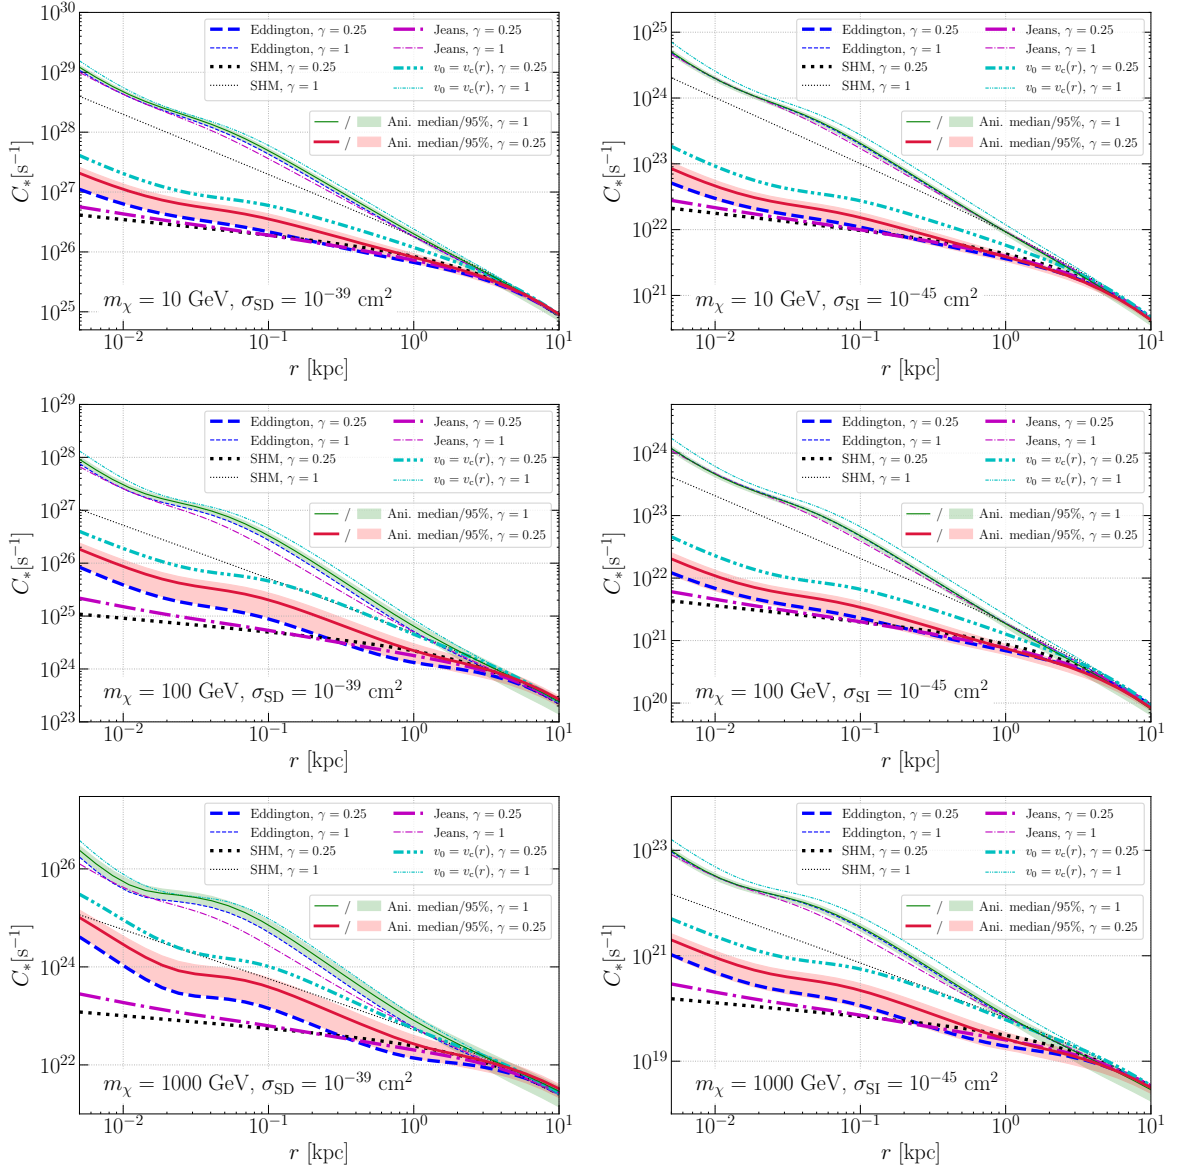 10^30
10^29
10^28
10^27
10^26
10^25
C_*[s^−1]
Eddington, γ = 0.25
Eddington, γ = 1
SHM, γ = 0.25
SHM, γ = 1
Jeans, γ = 0.25
Jeans, γ = 1
v_0 = v_c(r), γ = 0.25
v_0 = v_c(r), γ = 1
/ Ani. median/95%, γ = 1
/ Ani. median/95%, γ = 0.25
m_χ = 10 GeV, σ_SD = 10^−39 cm^2
10^−2 10^−1 10^0 10^1
r [kpc]
10^25
10^24
10^23
10^22
10^21
C_*[s^−1]
Eddington, γ = 0.25
Eddington, γ = 1
SHM, γ = 0.25
SHM, γ = 1
Jeans, γ = 0.25
Jeans, γ = 1
v_0 = v_c(r), γ = 0.25
v_0 = v_c(r), γ = 1
/ Ani. median/95%, γ = 1
/ Ani. median/95%, γ = 0.25
m_χ = 10 GeV, σ_SI = 10^−45 cm^2
10^−2 10^−1 10^0 10^1
r [kpc]
10^29
10^28
10^27
10^26
10^25
10^24
10^23
C_*[s^−1]
Eddington, γ = 0.25
Eddington, γ = 1
SHM, γ = 0.25
SHM, γ = 1
Jeans, γ = 0.25
Jeans, γ = 1
v_0 = v_c(r), γ = 0.25
v_0 = v_c(r), γ = 1
/ Ani. median/95%, γ = 1
/ Ani. median/95%, γ = 0.25
m_χ = 100 GeV, σ_SD = 10^−39 cm^2
10^−2 10^−1 10^0 10^1
r [kpc]
10^24
10^23
10^22
10^21
10^20
C_*[s^−1]
Eddington, γ = 0.25
Eddington, γ = 1
SHM, γ = 0.25
SHM, γ = 1
Jeans, γ = 0.25
Jeans, γ = 1
v_0 = v_c(r), γ = 0.25
v_0 = v_c(r), γ = 1
/ Ani. median/95%, γ = 1
/ Ani. median/95%, γ = 0.25
m_χ = 100 GeV, σ_SI = 10^−45 cm^2
10^−2 10^−1 10^0 10^1
r [kpc]
10^26
10^24
10^22
C_*[s^−1]
Eddington, γ = 0.25
Eddington, γ = 1
SHM, γ = 0.25
SHM, γ = 1
Jeans, γ = 0.25
Jeans, γ = 1
v_0 = v_c(r), γ = 0.25
v_0 = v_c(r), γ = 1
/ Ani. median/95%, γ = 1
/ Ani. median/95%, γ = 0.25
m_χ = 1000 GeV, σ_SD = 10^−39 cm^2
10^−2 10^−1 10^0 10^1
r [kpc]
10^23
10^21
10^19
C_*[s^−1]
Eddington, γ = 0.25
Eddington, γ = 1
SHM, γ = 0.25
SHM, γ = 1
Jeans, γ = 0.25
Jeans, γ = 1
v_0 = v_c(r), γ = 0.25
v_0 = v_c(r), γ = 1
/ Ani. median/95%, γ = 1
/ Ani. median/95%, γ = 0.25
m_χ = 1000 GeV, σ_SI = 10^−45 cm^2
10^−2 10^−1 10^0 10^1
r [kpc]